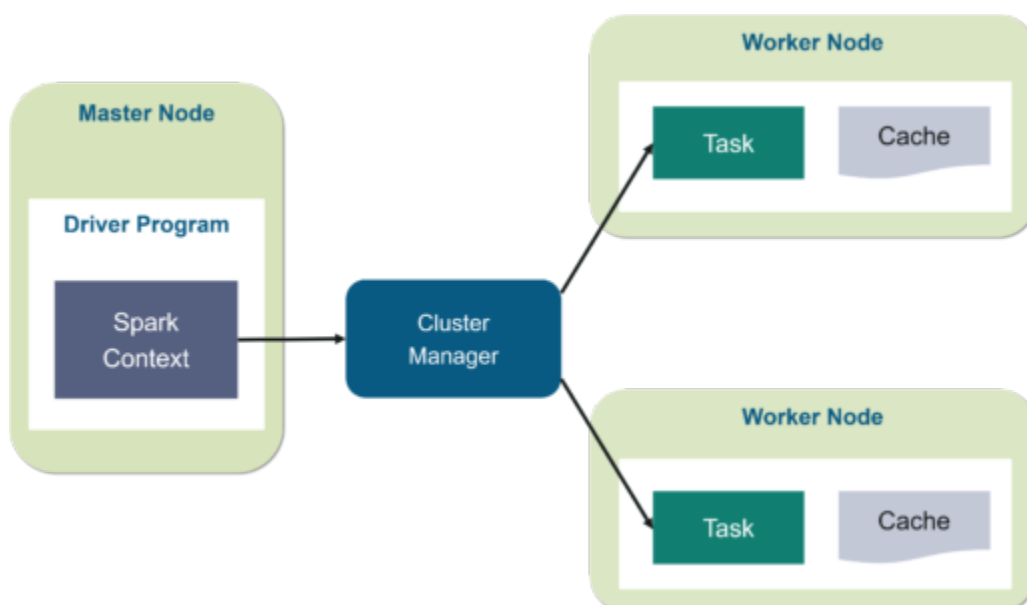 Master Node
Driver Program
Spark
Context
Cluster
Manager
Worker Node
Task
Cache
Worker Node
Task
Cache